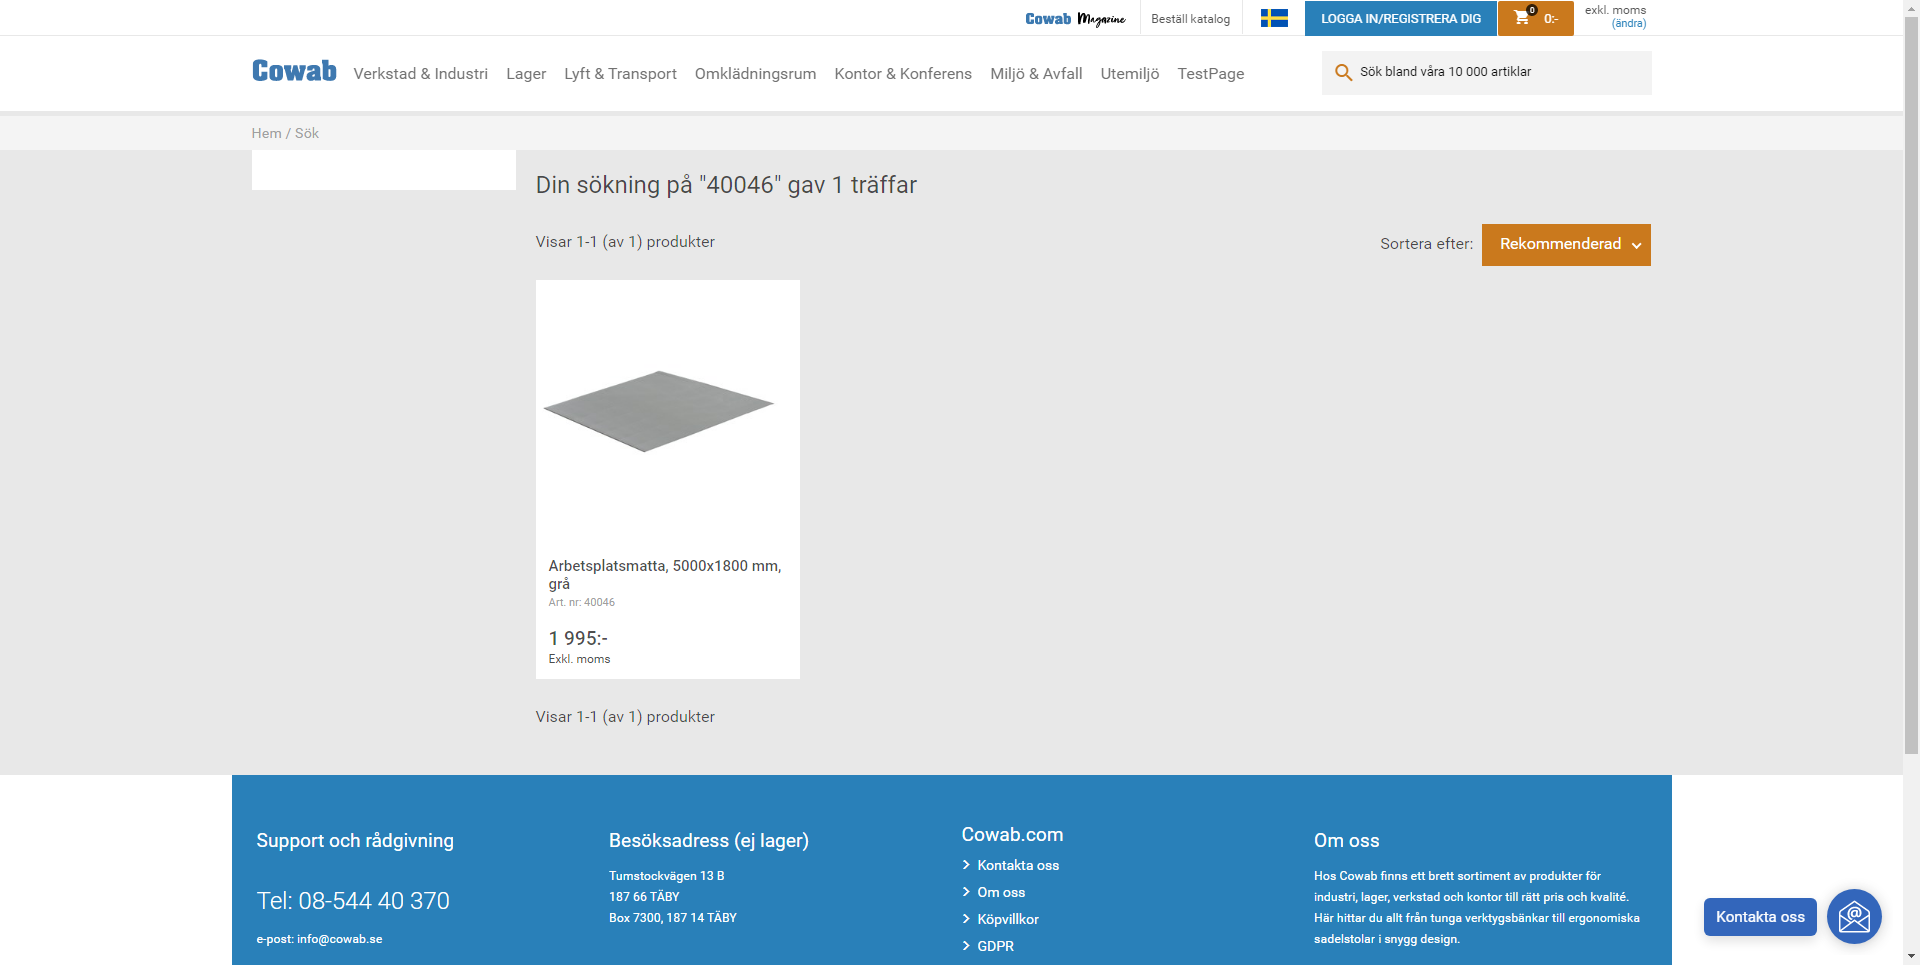 Cowab Magazine
Beställ katalog
LOGGA IN/REGISTRERA DIG
0
0:-
exkl. moms
(ändra)
Cowab
Verkstad & Industri
Lager
Lyft & Transport
Omklädningsrum
Kontor & Konferens
Miljö & Avfall
Utemiljö
TestPage
Sök bland våra 10 000 artiklar
Hem / Sök
Din sökning på "40046" gav 1 träffar
Visar 1-1 (av 1) produkter
Sortera efter:
Rekommenderad
Arbetsplatsmatta, 5000x1800 mm,
grå
Art. nr: 40046
1 995:-
Exkl. moms
Visar 1-1 (av 1) produkter
Support och rådgivning
Tel: 08-544 40 370
e-post: info@cowab.se
Besöksadress (ej lager)
Tumstockvägen 13 B
187 66 TÄBY
Box 7300, 187 14 TÄBY
Cowab.com
Kontakta oss
Om oss
Köpvillkor
GDPR
Om oss
Hos Cowab finns ett brett sortiment av produkter för
industri, lager, verkstad och kontor till rätt pris och kvalité.
Här hittar du allt från tunga verktygsbänkar till ergonomiska
sadelstolar i snygg design.
Kontakta oss